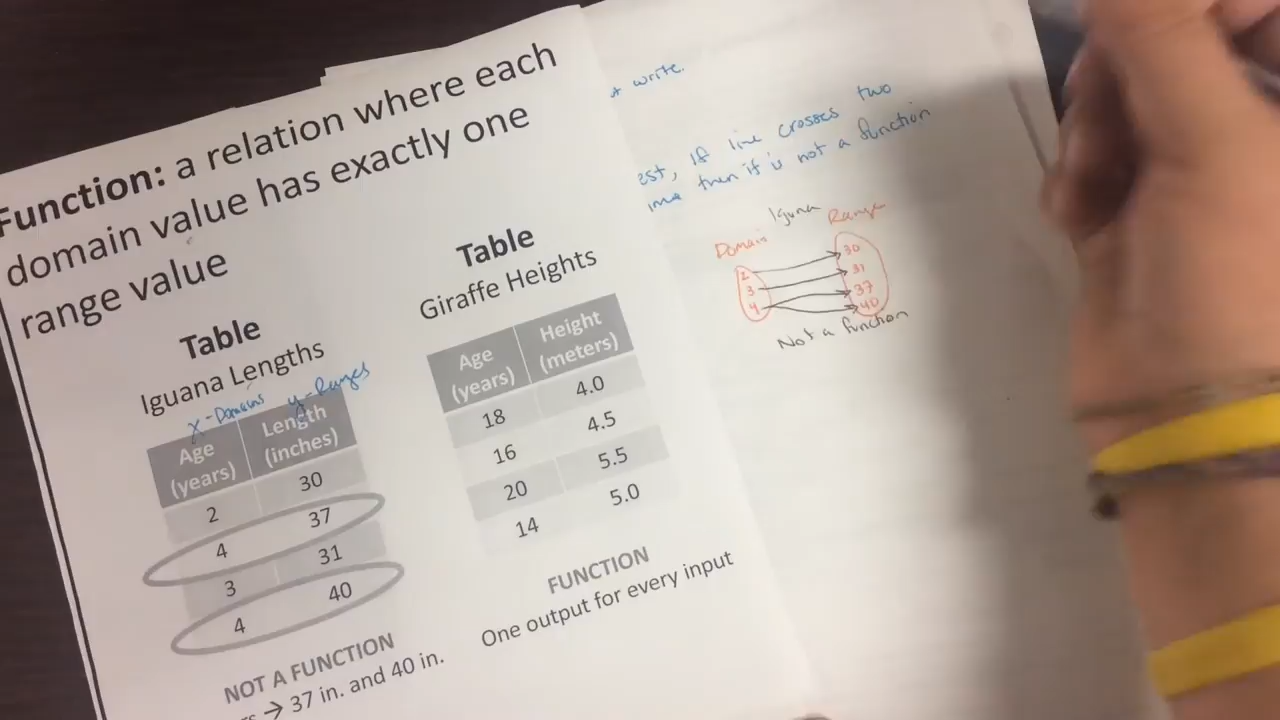 Function: a relation where each
domain value has exactly one
range value
Table
Iguana Lengths
x-Domains y-Ranges
Age (years) Length (inches)
2 30
4 37
3 31
4 40
NOT A FUNCTION
→ 37 in. and 40 in.
Table
Giraffe Heights
Age (years) Height (meters)
18 4.0
16 4.5
20 5.5
14 5.0
FUNCTION
One output for every input
write.
est, If line crosses two
then if is not a function
Iguna
Domain Range
2 30
3 31
4 37
40
Not a function